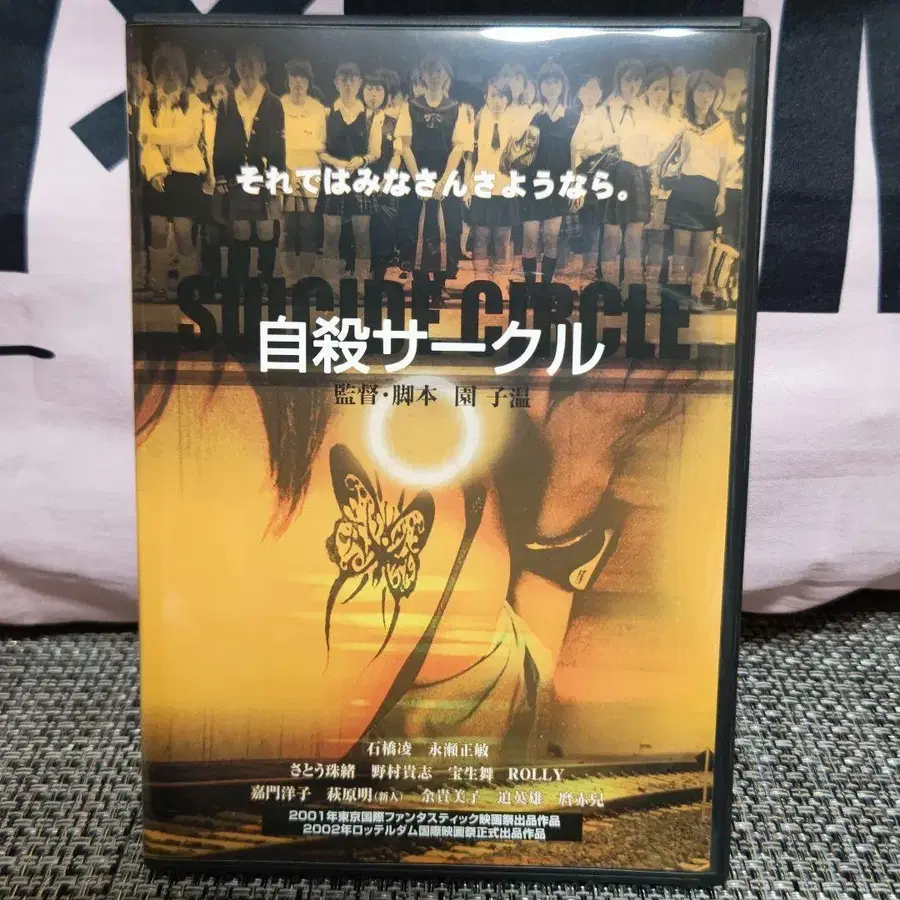 それではみなさんさようなら。
SUICIDE CIRCLE
自殺サークル
監督・脚本 園 子温
石橋凌 永瀬正敏
さとう珠緒 野村貴志 宝生舞 ROLLY
嘉門洋子 萩原明(新人) 余貴美子 迫英雄 麿赤兒
2001年東京国際ファンタスティック映画祭出品作品
2002年ロッテルダム国際映画祭正式出品作品